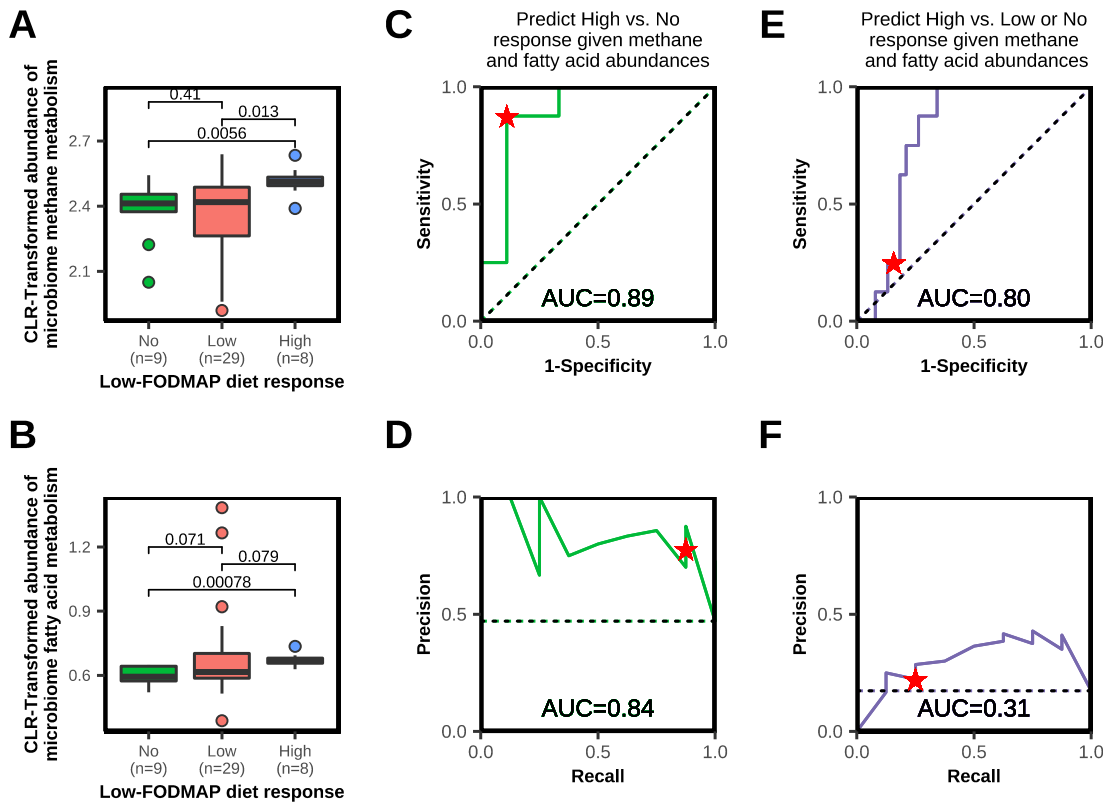 A
CLR-Transformed abundance of
microbiome methane metabolism
2.7
2.4
2.1
0.41
0.013
0.0056
No
(n=9)
Low
(n=29)
High
(n=8)
Low-FODMAP diet response
C
Predict High vs. No
response given methane
and fatty acid abundances
Sensitivity
1.0
0.5
0.0
AUC=0.89
0.0
0.5
1.0
1-Specificity
E
Predict High vs. Low or No
response given methane
and fatty acid abundances
Sensitivity
1.0
0.5
0.0
AUC=0.80
0.0
0.5
1.0
1-Specificity
B
CLR-Transformed abundance of
microbiome fatty acid metabolism
1.2
0.9
0.6
0.071
0.079
0.00078
No
(n=9)
Low
(n=29)
High
(n=8)
Low-FODMAP diet response
D
Precision
1.0
0.5
0.0
AUC=0.84
0.0
0.5
1.0
Recall
F
Precision
1.0
0.5
0.0
AUC=0.31
0.0
0.5
1.0
Recall